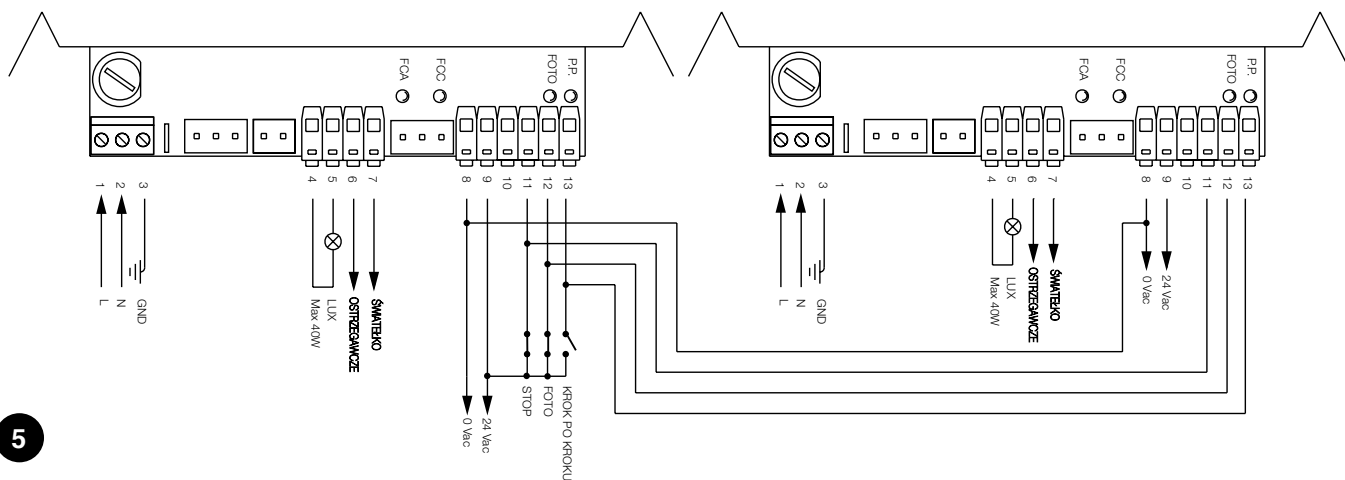 FCA
FCC
FOTO
P.P.
1
2
3
4
5
6
7
8
9
10
11
12
13
L
N
GND
Max 40W
LUX
OSTRZEGAWCZE
ŚWIATEŁKO
0 Vac
24 Vac
STOP
FOTO
KROK PO KROKU
FCA
FCC
FOTO
P.P.
1
2
3
4
5
6
7
8
9
10
11
12
13
L
N
GND
Max 40W
LUX
OSTRZEGAWCZE
ŚWIATEŁKO
0 Vac
24 Vac
5